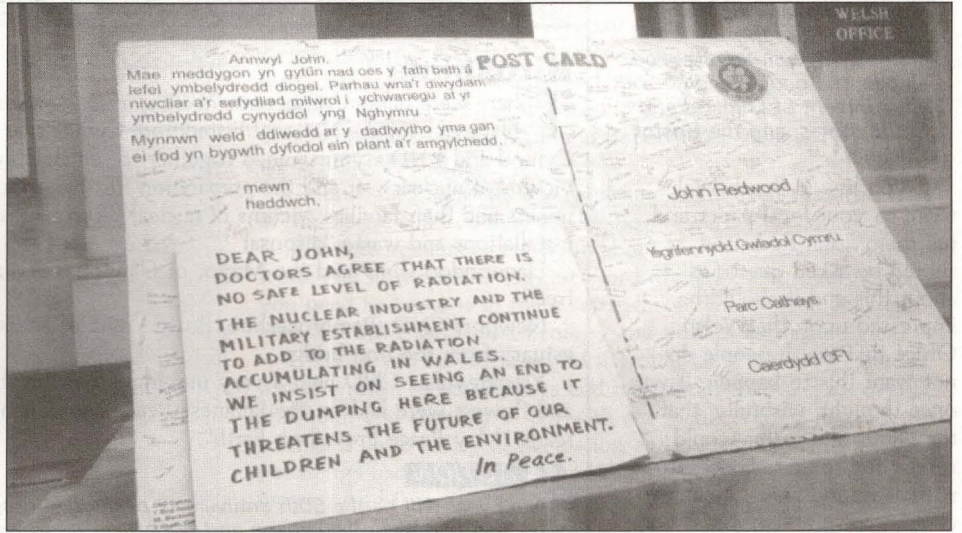 WELSH
OFFICE
POST CARD
Annwyl John,
Mae meddygon yn gytûn nad oes y fath beth â
lefel ymbelydredd diogel. Parhau wna'r diwydiant
niwcliar a'r sefydliad milwrol i ychwanegu at yr
ymbelydredd cynyddol yng Nghymru
Mynnwn weld ddiwedd ar y dadlwytho yma gan
ei fod yn bygwth dyfodol ein plant a'r amgylchedd.
mewn
heddwch,
DEAR JOHN,
DOCTORS AGREE THAT THERE IS
NO SAFE LEVEL OF RADIATION.
THE NUCLEAR INDUSTRY AND THE
MILITARY ESTABLISHMENT CONTINUE
TO ADD TO THE RADIATION
ACCUMULATING IN WALES.
WE INSIST ON SEEING AN END TO
THE DUMPING HERE BECAUSE IT
THREATENS THE FUTURE OF OUR
CHILDREN AND THE ENVIRONMENT.
In Peace.
John Redwood
Ysgrifennydd Gwladol Cymru
Parc Cathays
Caerdydd CF1